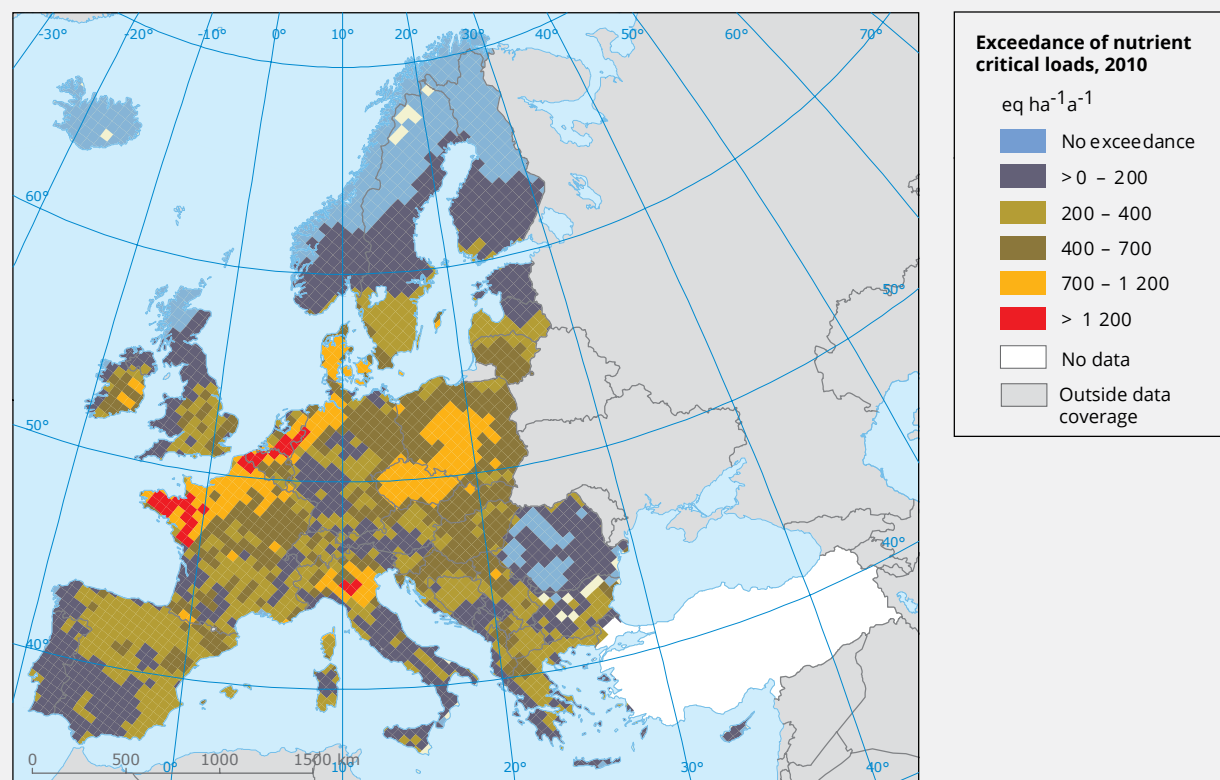 -30° -20° -10° 0° 10° 20° 30° 40° 50° 60° 70°
60°
50°
50°
40°
40°
0 500 1000 1500 km
0° 10° 20° 30° 40°
Exceedance of nutrient
critical loads, 2010
eq ha⁻¹a⁻¹
No exceedance
>0 – 200
200 – 400
400 – 700
700 – 1 200
> 1 200
No data
Outside data
coverage